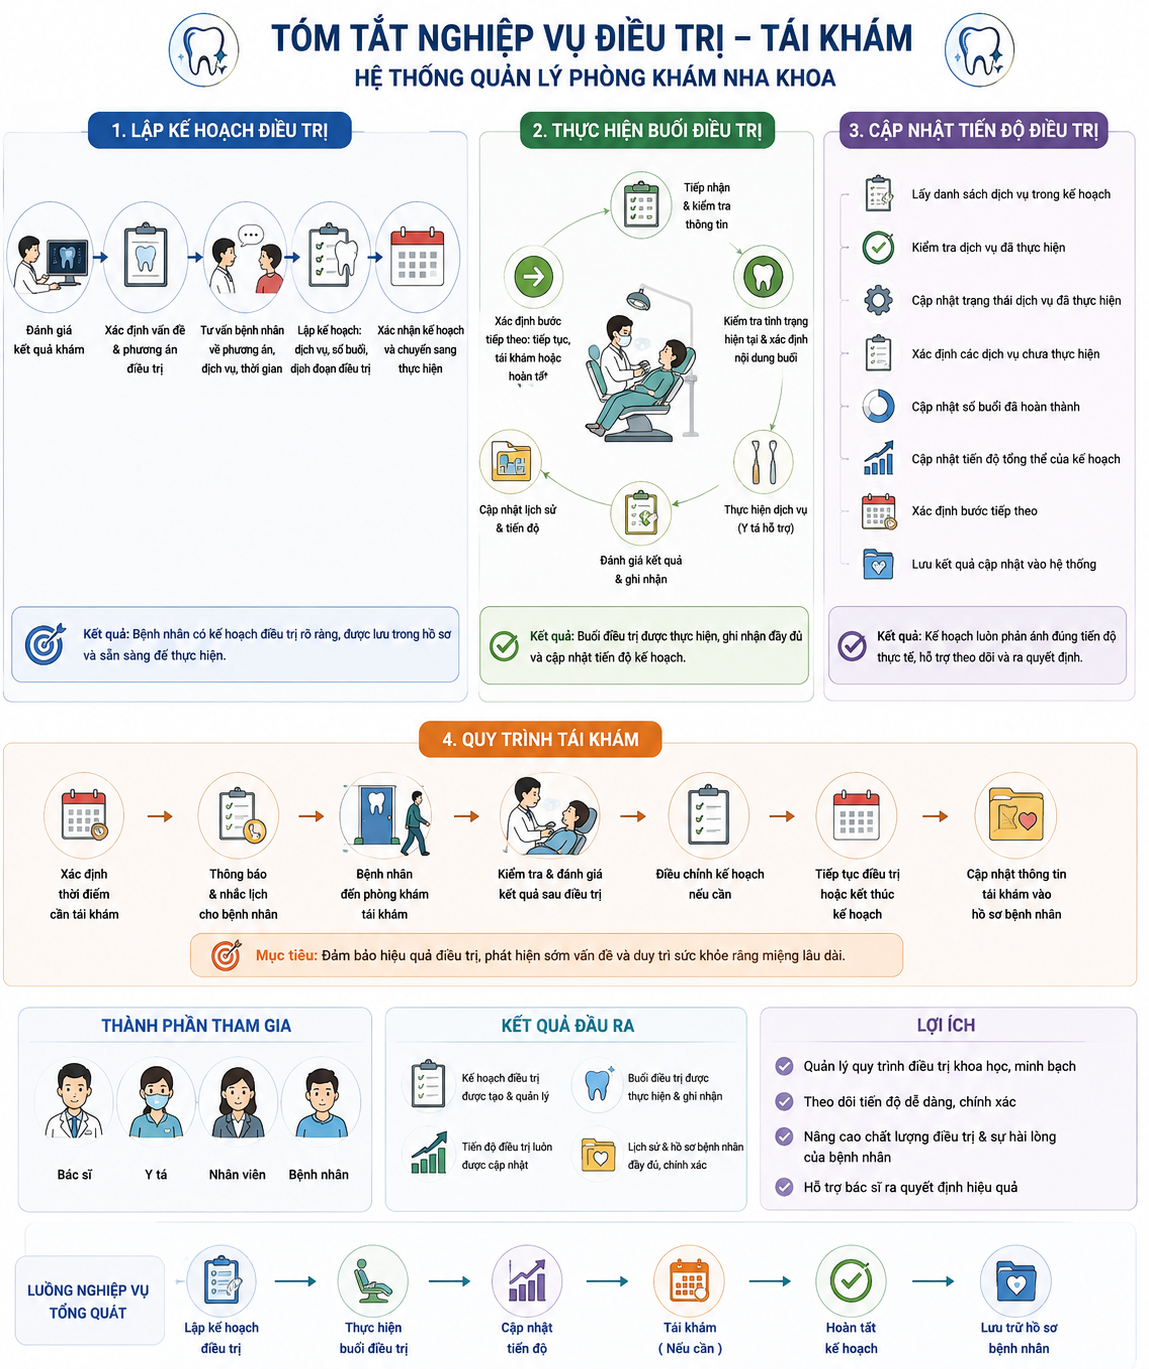 TÓM TẮT NGHIỆP VỤ ĐIỀU TRỊ – TÁI KHÁM
HỆ THỐNG QUẢN LÝ PHÒNG KHÁM NHA KHOA
1. LẬP KẾ HOẠCH ĐIỀU TRỊ
Đánh giá
kết quả khám
Xác định vấn đề
& phương án
điều trị
Tư vấn bệnh nhân
về phương án,
dịch vụ, thời gian
Lập kế hoạch:
dịch vụ, số buổi,
dịch đoạn điều trị
Xác nhận kế hoạch
và chuyển sang
thực hiện
Kết quả: Bệnh nhân có kế hoạch điều trị rõ ràng, được lưu trong hồ sơ
và sẵn sàng để thực hiện.
2. THỰC HIỆN BUỔI ĐIỀU TRỊ
Tiếp nhận
& kiểm tra
thông tin
Kiểm tra tình trạng
hiện tại & xác định
nội dung buổi
Thực hiện dịch vụ
(Y tá hỗ trợ)
Đánh giá kết quả
& ghi nhận
Cập nhật lịch sử
& tiến độ
Xác định bước
tiếp theo: tiếp tục,
tái khám hoặc
hoàn tất
Kết quả: Buổi điều trị được thực hiện, ghi nhận đầy đủ
và cập nhật tiến độ kế hoạch.
3. CẬP NHẬT TIẾN ĐỘ ĐIỀU TRỊ
Lấy danh sách dịch vụ trong kế hoạch
Kiểm tra dịch vụ đã thực hiện
Cập nhật trạng thái dịch vụ đã thực hiện
Xác định các dịch vụ chưa thực hiện
Cập nhật số buổi đã hoàn thành
Cập nhật tiến độ tổng thể của kế hoạch
Xác định bước tiếp theo
Lưu kết quả cập nhật vào hệ thống
Kết quả: Kế hoạch luôn phản ánh đúng tiến độ
thực tế, hỗ trợ theo dõi và ra quyết định.
4. QUY TRÌNH TÁI KHÁM
Xác định
thời điểm
cần tái khám
Thông báo
& nhắc lịch
cho bệnh nhân
Bệnh nhân
đến phòng khám
tái khám
Kiểm tra & đánh giá
kết quả sau điều trị
Điều chỉnh kế hoạch
nếu cần
Tiếp tục điều trị
hoặc kết thúc
kế hoạch
Cập nhật thông tin
tái khám vào
hồ sơ bệnh nhân
Mục tiêu: Đảm bảo hiệu quả điều trị, phát hiện sớm vấn đề và duy trì sức khỏe răng miệng lâu dài.
THÀNH PHẦN THAM GIA
Bác sĩ
Y tá
Nhân viên
Bệnh nhân
KẾT QUẢ ĐẦU RA
Kế hoạch điều trị
được tạo & quản lý
Buổi điều trị được
thực hiện & ghi nhận
Tiến độ điều trị luôn
được cập nhật
Lịch sử & hồ sơ bệnh nhân
đầy đủ, chính xác
LỢI ÍCH
Quản lý quy trình điều trị khoa học, minh bạch
Theo dõi tiến độ dễ dàng, chính xác
Nâng cao chất lượng điều trị & sự hài lòng
của bệnh nhân
Hỗ trợ bác sĩ ra quyết định hiệu quả
LUỒNG NGHIỆP VỤ
TỔNG QUÁT
Lập kế hoạch
điều trị
Thực hiện
buổi điều trị
Cập nhật
tiến độ
Tái khám
( Nếu cần )
Hoàn tất
kế hoạch
Lưu trữ hồ sơ
bệnh nhân